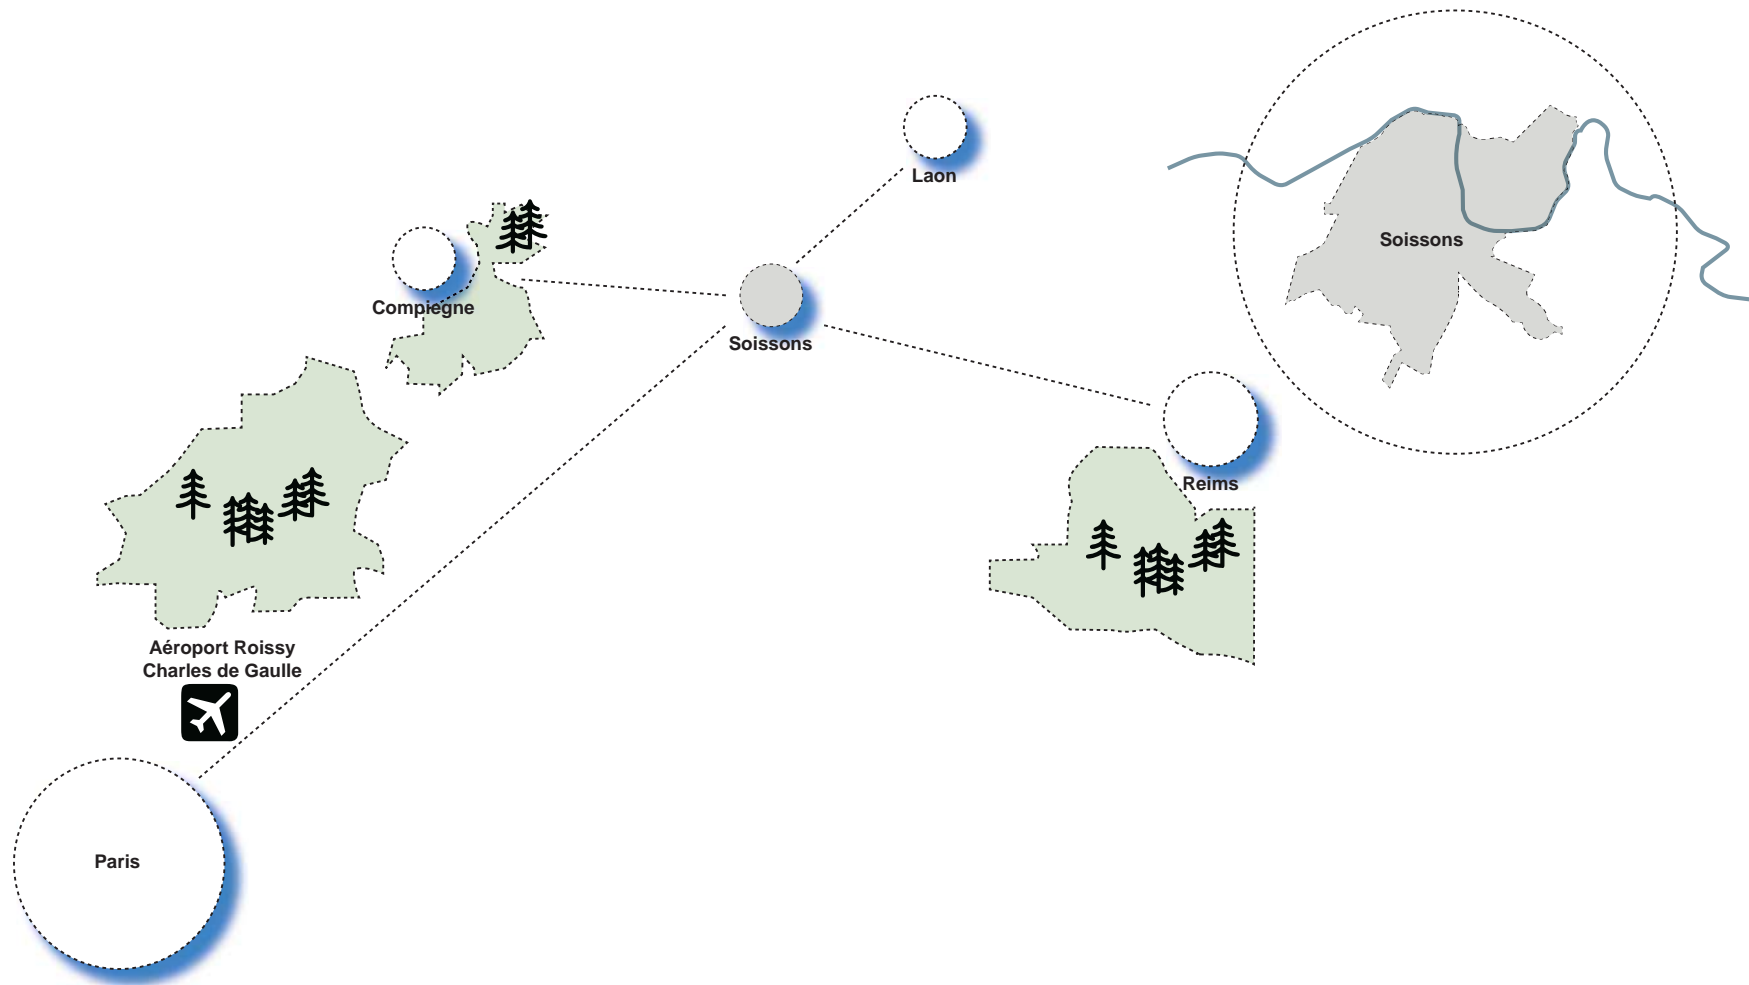 Laon
Soissons
Compiègne
Soissons
Reims
Aéroport Roissy
Charles de Gaulle
Paris